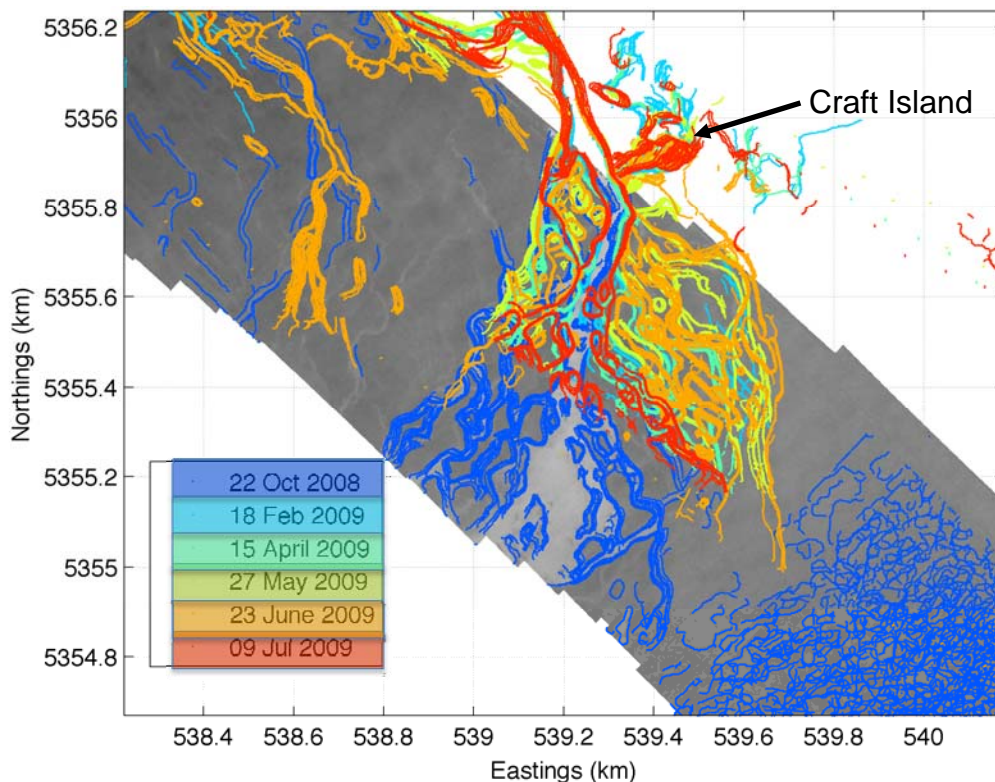 5356.2
5356
5355.8
5355.6
5355.4
5355.2
5355
5354.8
Northings (km)
Craft Island
22 Oct 2008
18 Feb 2009
15 April 2009
27 May 2009
23 June 2009
09 Jul 2009
538.4 538.6 538.8 539 539.2 539.4 539.6 539.8 540
Eastings (km)